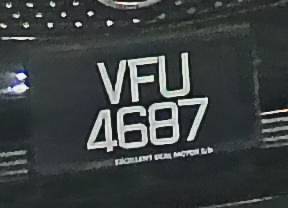 VFU
4687
EXCELLENT DEAL MOTOR S/B